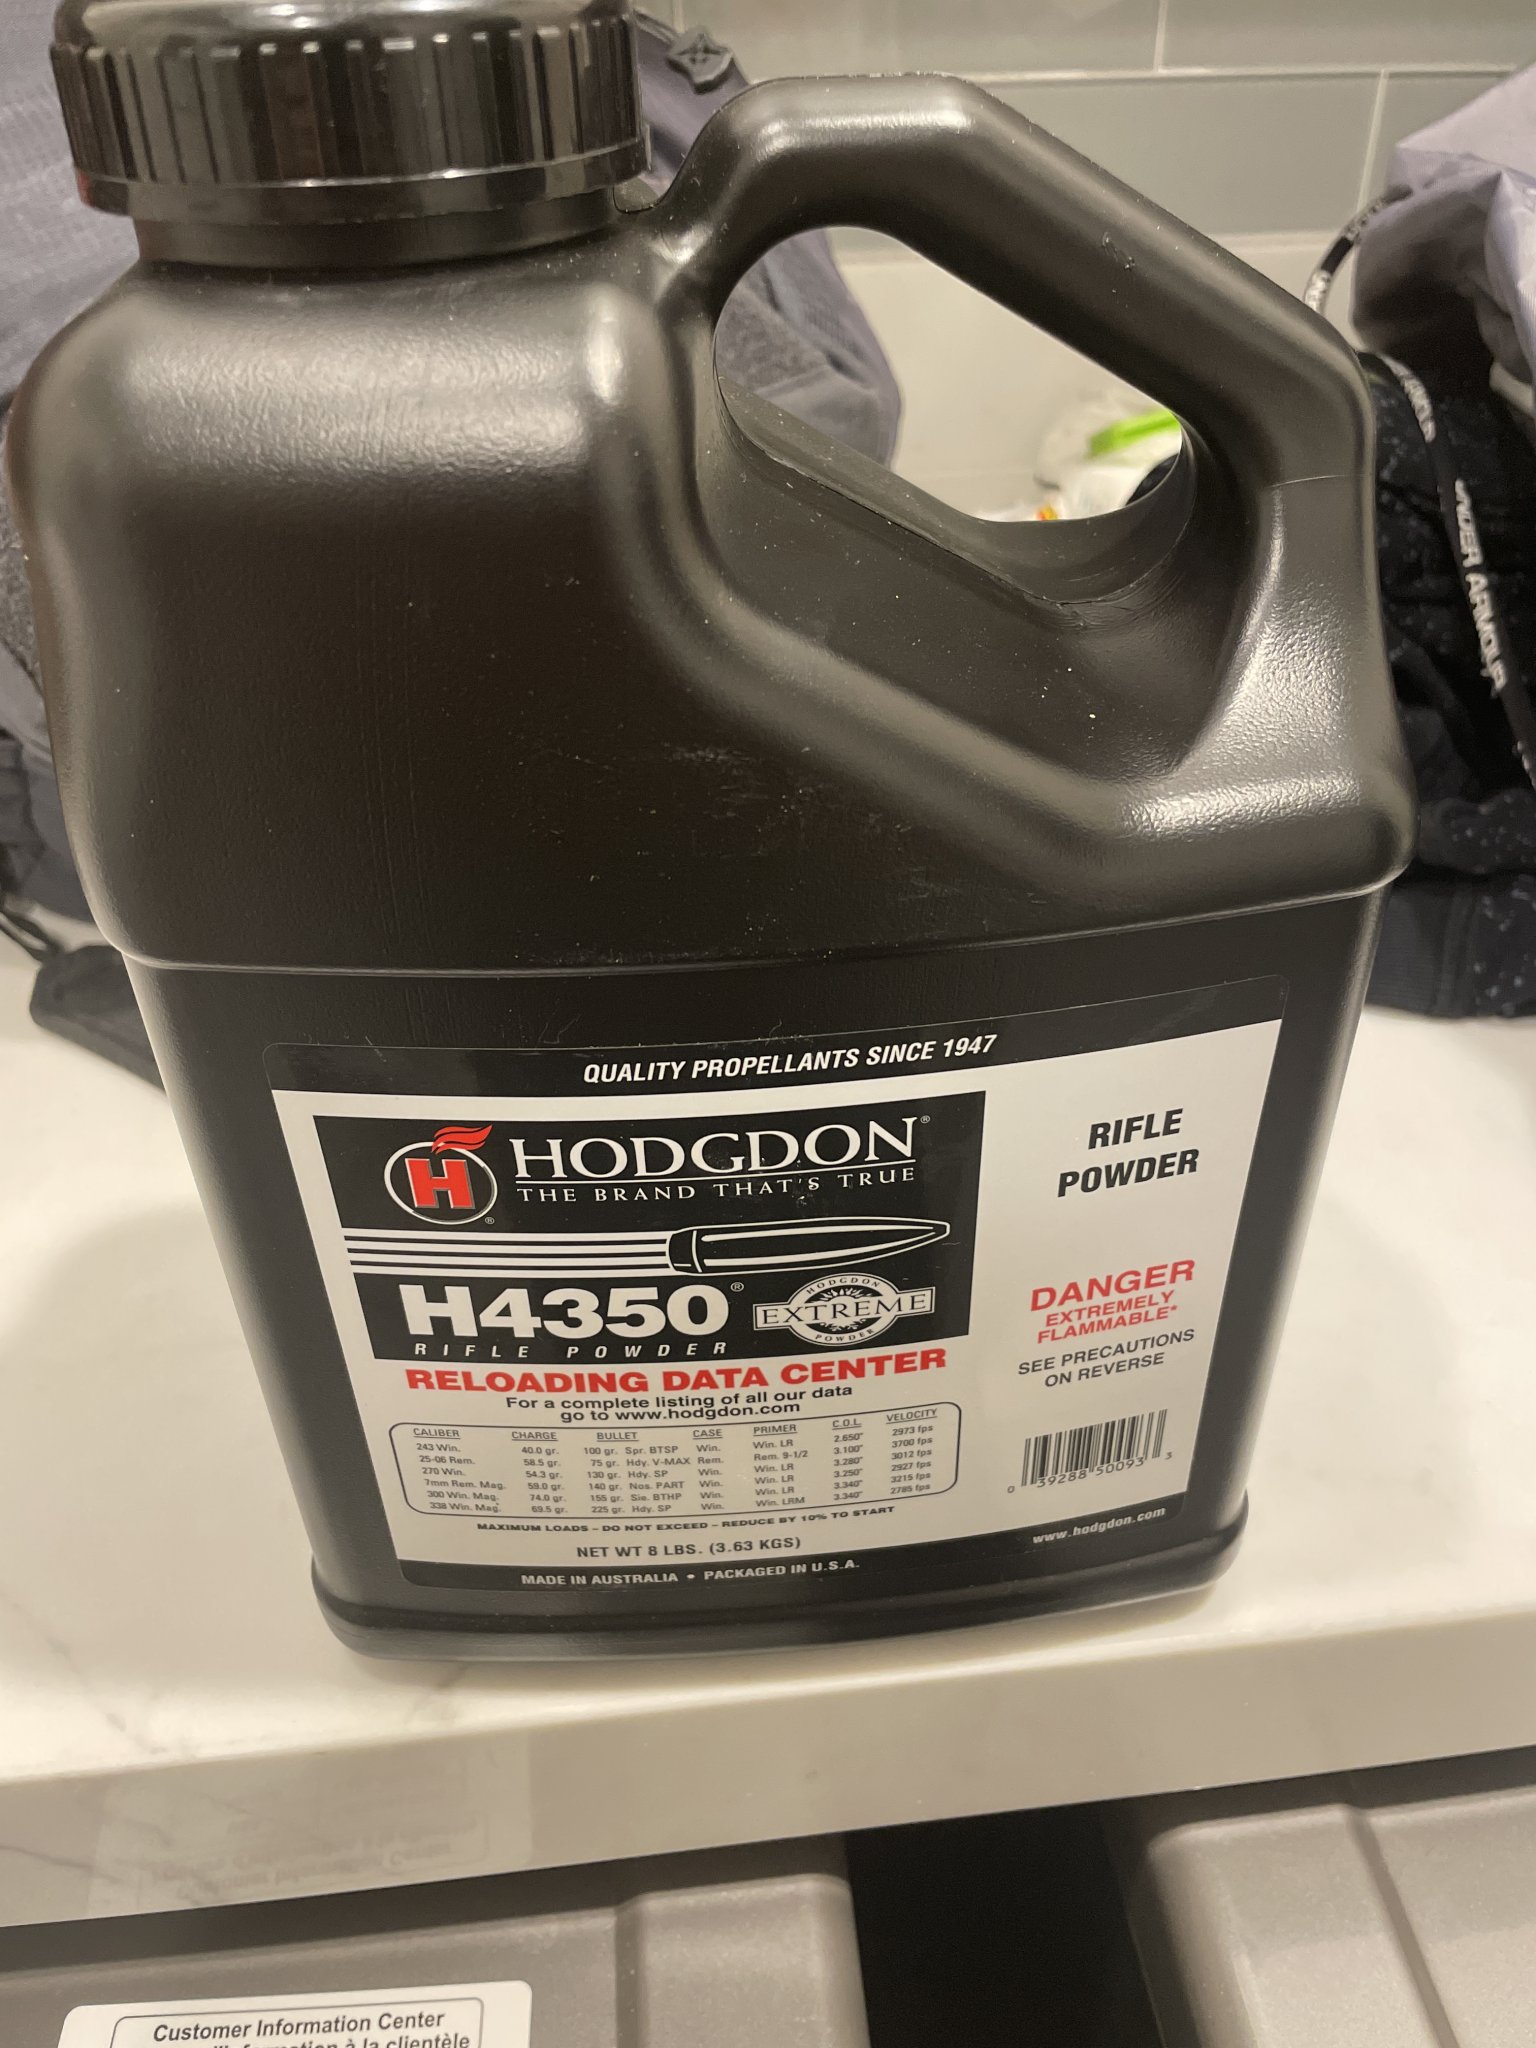 QUALITY PROPELLANTS SINCE 1947
H
HODGDON®
THE BRAND THAT'S TRUE
H4350®
RIFLE POWDER
HODGDON
EXTREME
POWDER
RELOADING DATA CENTER
For a complete listing of all our data
go to www.hodgdon.com
CALIBER CHARGE BULLET CASE PRIMER C.O.L. VELOCITY
243 Win. 40.0 gr. 100 gr. Spr. BTSP Win. Win. LR 2.650" 2973 fps
25-06 Rem. 58.5 gr. 75 gr. Hdy. V-MAX Rem. Rem. 9-1/2 3.100" 3700 fps
270 Win. 54.3 gr. 130 gr. Hdy. SP Win. Win. LR 3.280" 3012 fps
7mm Rem. Mag. 59.0 gr. 140 gr. Nos. PART Win. Win. LR 3.250" 2927 fps
300 Win. Mag. 74.0 gr. 155 gr. Sie. BTHP Win. Win. LR 3.340" 3215 fps
338 Win. Mag. 69.5 gr. 225 gr. Hdy. SP Win. Win. LRM 3.340" 2785 fps
MAXIMUM LOADS – DO NOT EXCEED – REDUCE BY 10% TO START
NET WT 8 LBS. (3.63 KGS)
MADE IN AUSTRALIA • PACKAGED IN U.S.A.
RIFLE
POWDER
DANGER
EXTREMELY
FLAMMABLE*
SEE PRECAUTIONS
ON REVERSE
0 39288 50093 3
www.hodgdon.com
UNDER ARMOUR
Customer Information Center
à la clientèle